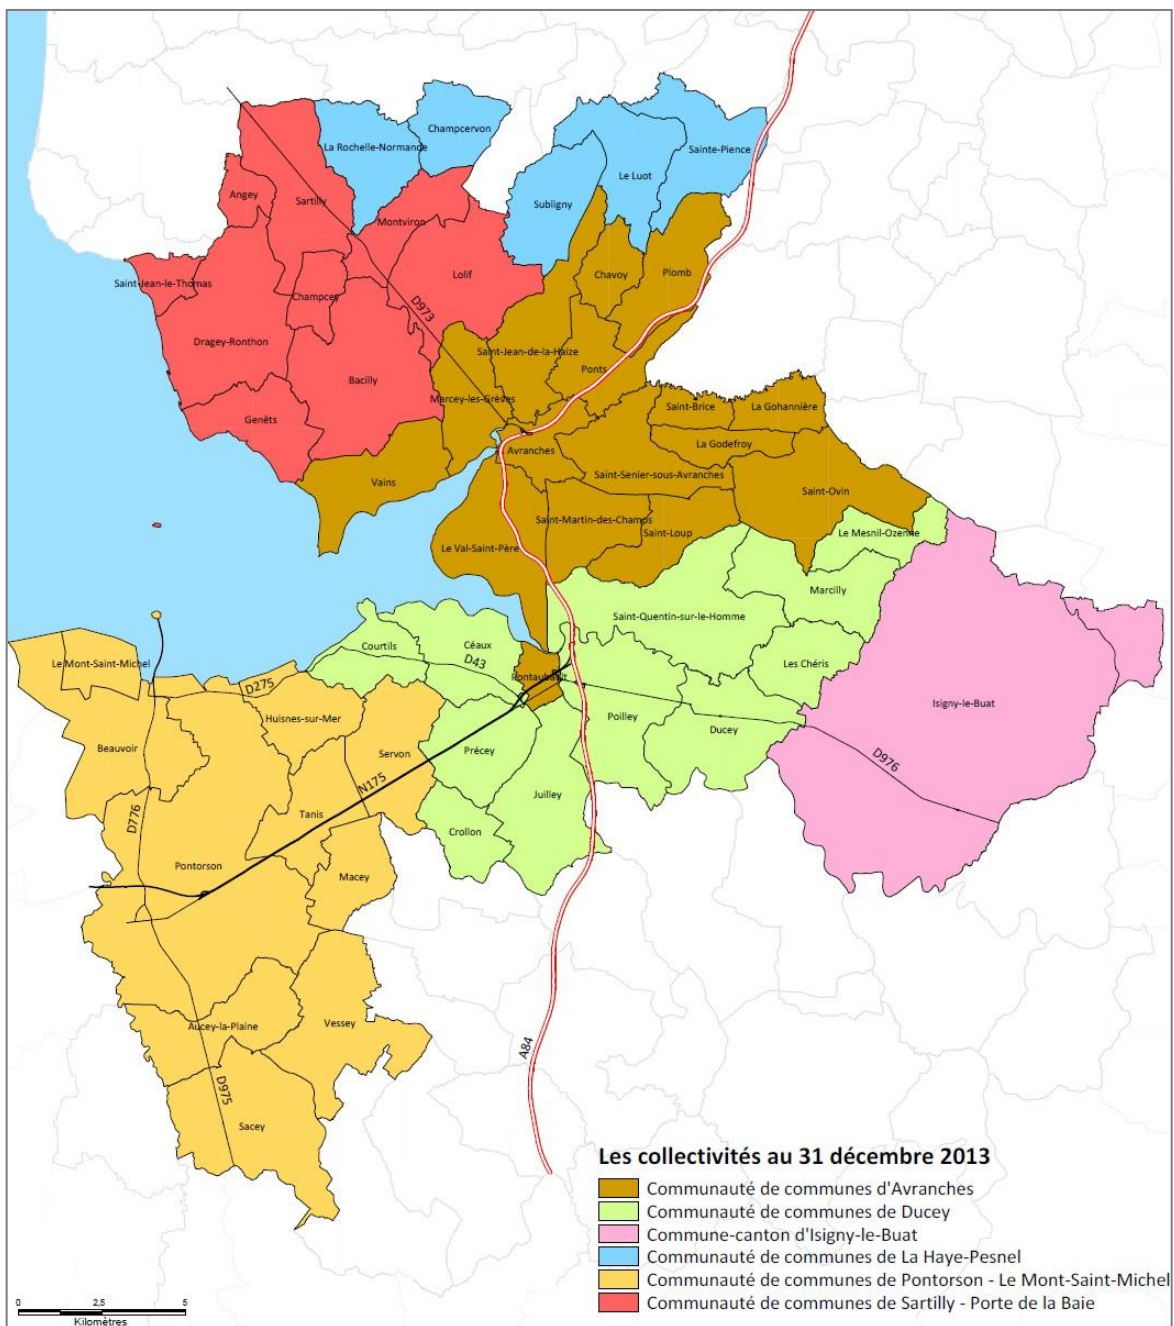 Champcervon
La Rochelle-Normande
Sainte-Pience
Le Luot
Angey
Sartilly
Subligny
Montviron
Lolif
Chavoy
Plomb
Saint-Jean-le-Thomas
Champcey
D973
Dragey-Ronthon
Saint-Jean-de-la-Haize
Ponts
Bacilly
Marcey-les-Grèves
Saint-Brice
La Gohannière
Genêts
Avranches
La Godefroy
Vains
Saint-Senier-sous-Avranches
Saint-Ovin
Saint-Martin-des-Champs
Saint-Loup
Le Mesnil-Ozenne
Le Val-Saint-Père
Marcilly
Saint-Quentin-sur-le-Homme
Courtils
Céaux
D43
Le Mont-Saint-Michel
Les Chéris
Pontaubault
D275
Isigny-le-Buat
Huisnes-sur-Mer
Poilley
Ducey
Beauvoir
Servon
Précey
D976
N175
Juilley
Tanis
D776
Crollon
Pontorson
Macey
Aucey-la-Plaine
Vessey
A84
D975
Sacey
Les collectivités au 31 décembre 2013
Communauté de communes d'Avranches
Communauté de communes de Ducey
Commune-canton d'Isigny-le-Buat
Communauté de communes de La Haye-Pesnel
Communauté de communes de Pontorson - Le Mont-Saint-Michel
Communauté de communes de Sartilly - Porte de la Baie
0 2,5 5
Kilomètres